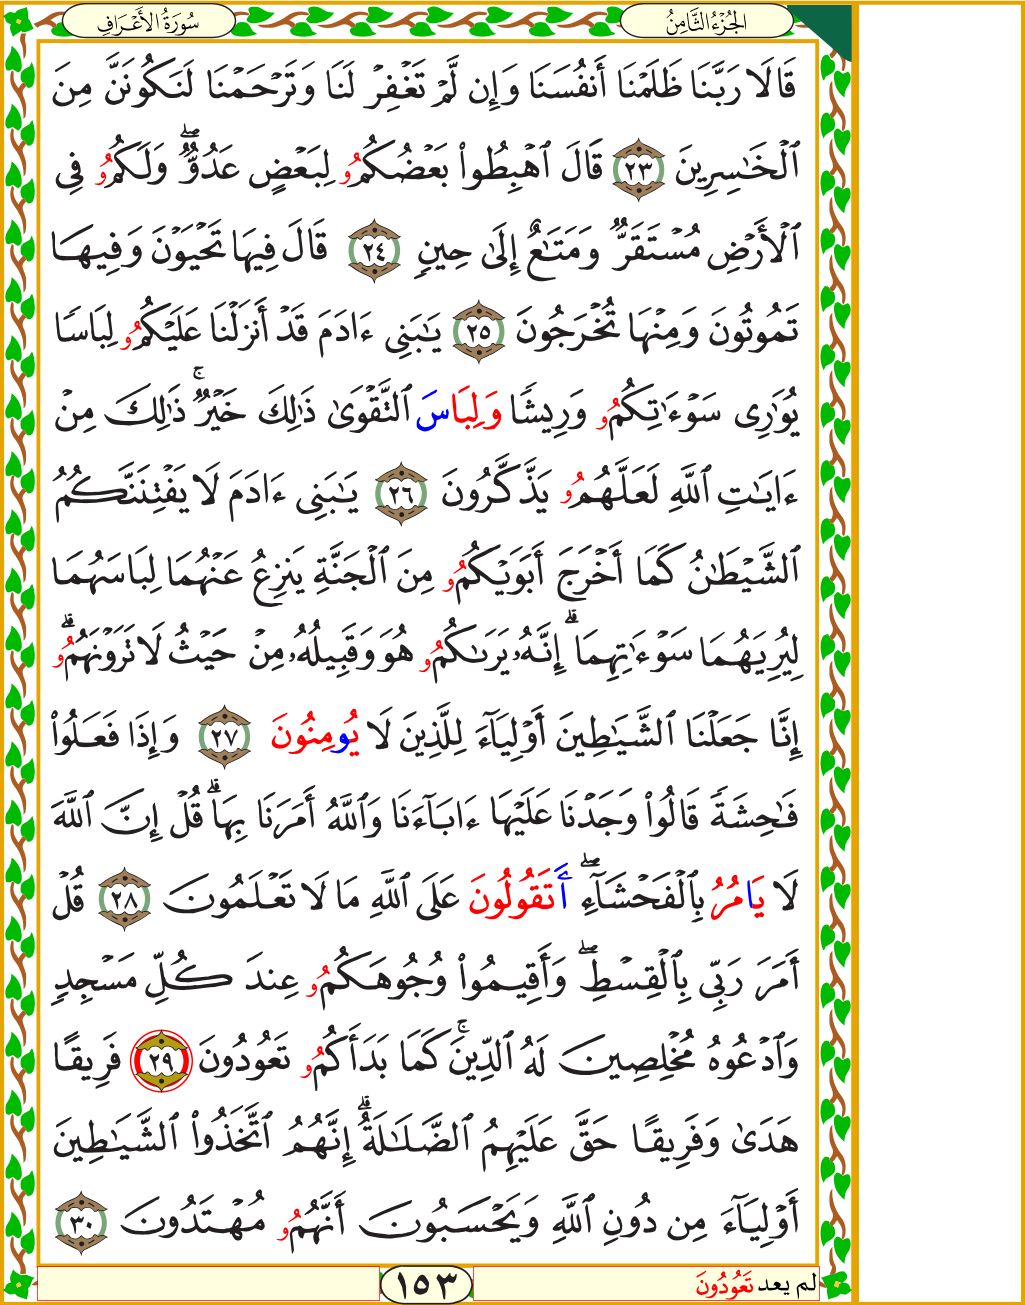 الجُزْءُ الثَّامِنُ
سُورَةُ الأَعْرَافِ
قَالَا رَبَّنَا ظَلَمْنَا أَنفُسَنَا وَإِن لَّمْ تَغْفِرْ لَنَا وَتَرْحَمْنَا لَنَكُونَنَّ مِنَ
ٱلْخَٰسِرِينَ ٢٣ قَالَ ٱهْبِطُوا۟ بَعْضُكُمُۥ لِبَعْضٍ عَدُوٌّۖ وَلَكُمُۥ فِى
ٱلْأَرْضِ مُسْتَقَرٌّ وَمَتَٰعٌ إِلَىٰ حِينٍ ٢٤ قَالَ فِيهَا تَحْيَوْنَ وَفِيهَا
تَمُوتُونَ وَمِنْهَا تُخْرَجُونَ ٢٥ يَٰبَنِى ءَادَمَ قَدْ أَنزَلْنَا عَلَيْكُمُۥ لِبَاسًا
يُوَٰرِى سَوْءَٰتِكُمُۥ وَرِيشًا وَلِبَاسَ ٱلتَّقْوَىٰ ذَٰلِكَ خَيْرٌۚ ذَٰلِكَ مِنْ
ءَايَٰتِ ٱللَّهِ لَعَلَّهُمُۥ يَذَّكَّرُونَ ٢٦ يَٰبَنِى ءَادَمَ لَا يَفْتِنَنَّكُمُ
ٱلشَّيْطَٰنُ كَمَا أَخْرَجَ أَبَوَيْكُمُۥ مِنَ ٱلْجَنَّةِ يَنزِعُ عَنْهُمَا لِبَاسَهُمَا
لِيُرِيَهُمَا سَوْءَٰتِهِمَاۗ إِنَّهُۥ يَرَىٰكُمُۥ هُوَ وَقَبِيلُهُۥ مِنْ حَيْثُ لَا تَرَوْنَهُمُۥۗ
إِنَّا جَعَلْنَا ٱلشَّيَٰطِينَ أَوْلِيَآءَ لِلَّذِينَ لَا يُومِنُونَ ٢٧ وَإِذَا فَعَلُوا۟
فَٰحِشَةً قَالُوا۟ وَجَدْنَا عَلَيْهَا ءَابَآءَنَا وَٱللَّهُ أَمَرَنَا بِهَاۗ قُلْ إِنَّ ٱللَّهَ
لَا يَامُرُ بِٱلْفَحْشَآءِۖ أَتَقُولُونَ عَلَى ٱللَّهِ مَا لَا تَعْلَمُونَ ٢٨ قُلْ
أَمَرَ رَبِّى بِٱلْقِسْطِۖ وَأَقِيمُوا۟ وُجُوهَكُمُۥ عِندَ كُلِّ مَسْجِدٍ
وَٱدْعُوهُ مُخْلِصِينَ لَهُ ٱلدِّينَۚ كَمَا بَدَأَكُمُۥ تَعُودُونَ ٢٩ فَرِيقًا
هَدَىٰ وَفَرِيقًا حَقَّ عَلَيْهِمُ ٱلضَّلَٰلَةُۗ إِنَّهُمُ ٱتَّخَذُوا۟ ٱلشَّيَٰطِينَ
أَوْلِيَآءَ مِن دُونِ ٱللَّهِ وَيَحْسَبُونَ أَنَّهُمُۥ مُهْتَدُونَ ٣٠
لم يعد تَعُودُونَ
١٥٣